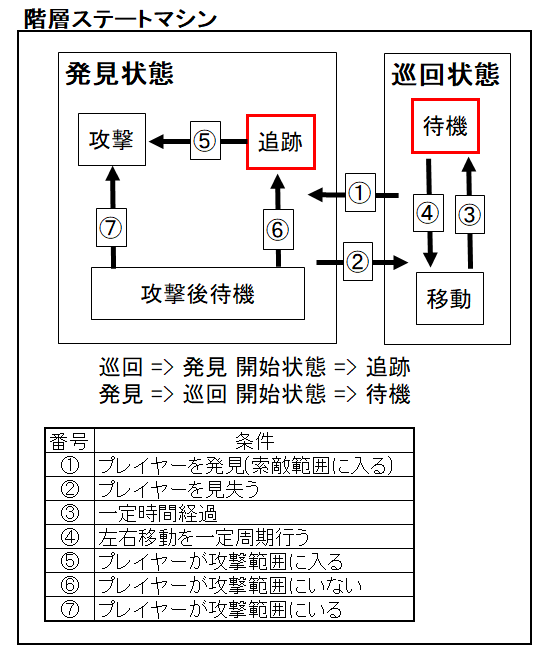 階層ステートマシン
発見状態
巡回状態
攻撃
⑤
追跡
待機
①
⑦
⑥
④
③
②
攻撃後待機
移動
巡回 => 発見 開始状態 => 追跡
発見 => 巡回 開始状態 => 待機
番号 条件
① プレイヤーを発見(索敵範囲に入る)
② プレイヤーを見失う
③ 一定時間経過
④ 左右移動を一定周期行う
⑤ プレイヤーが攻撃範囲に入る
⑥ プレイヤーが攻撃範囲にいない
⑦ プレイヤーが攻撃範囲にいる